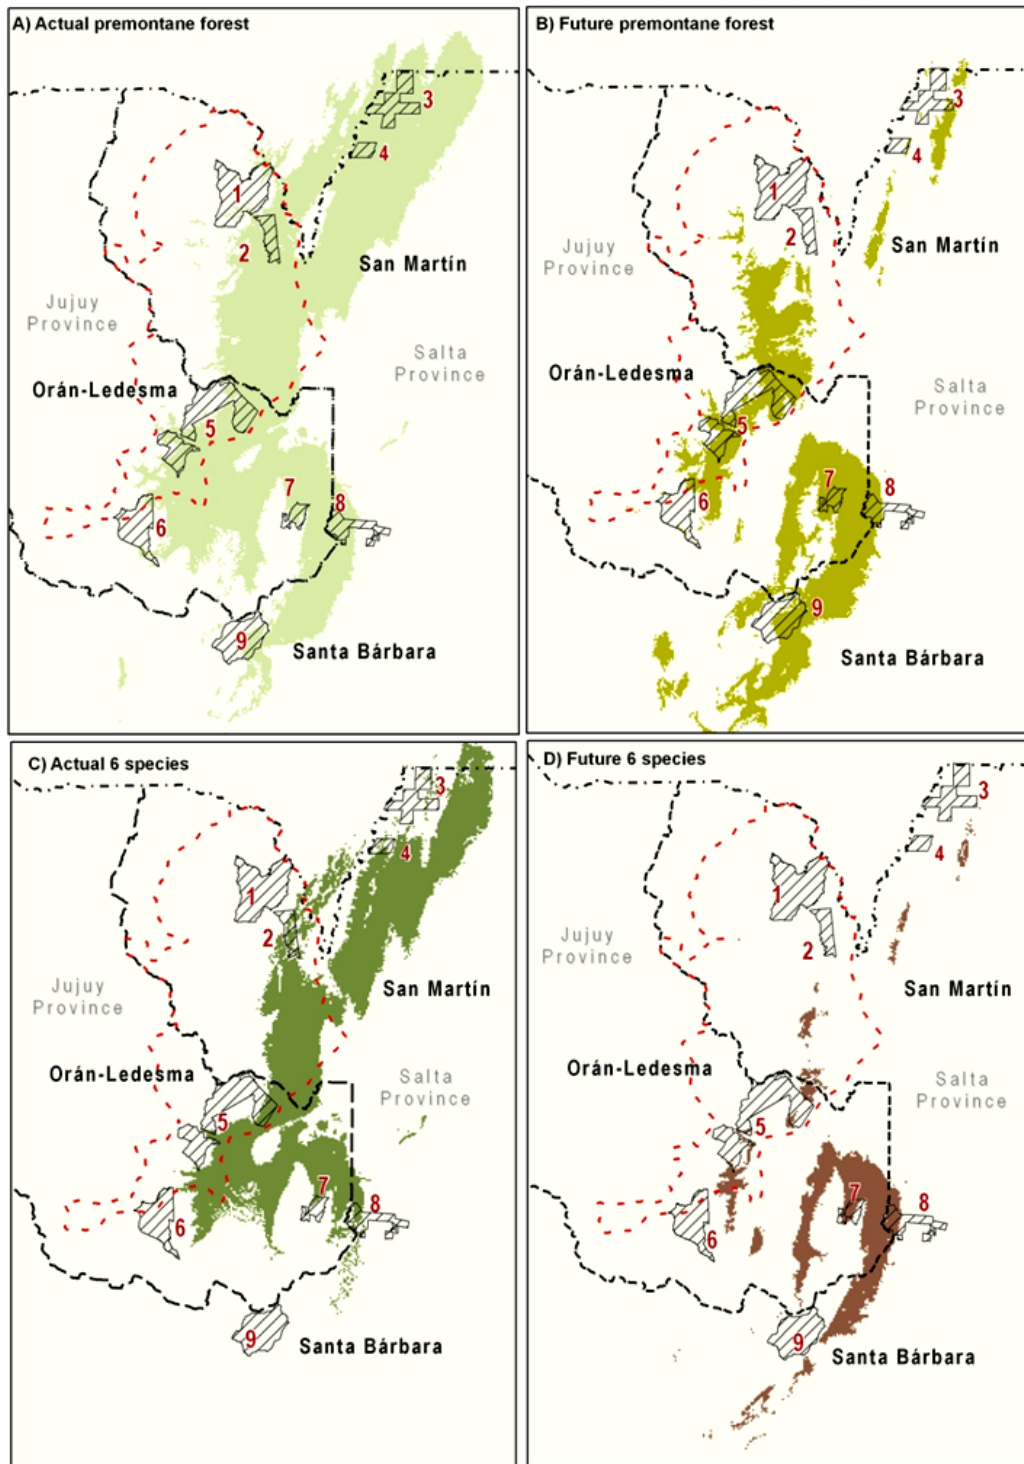 A) Actual premontane forest
3
4
1
2
San Martín
Jujuy
Province
Salta
Province
Orán-Ledesma
5
7
8
6
9
Santa Bárbara
B) Future premontane forest
3
4
1
2
Jujuy
Province
San Martín
Orán-Ledesma
Salta
Province
5
7
8
6
9
Santa Bárbara
C) Actual 6 species
3
4
1
2
Jujuy
Province
San Martín
Orán-Ledesma
Salta
Province
5
7
8
6
9
Santa Bárbara
D) Future 6 species
3
4
1
2
Jujuy
Province
San Martín
Orán-Ledesma
Salta
Province
5
7
8
6
9
Santa Bárbara